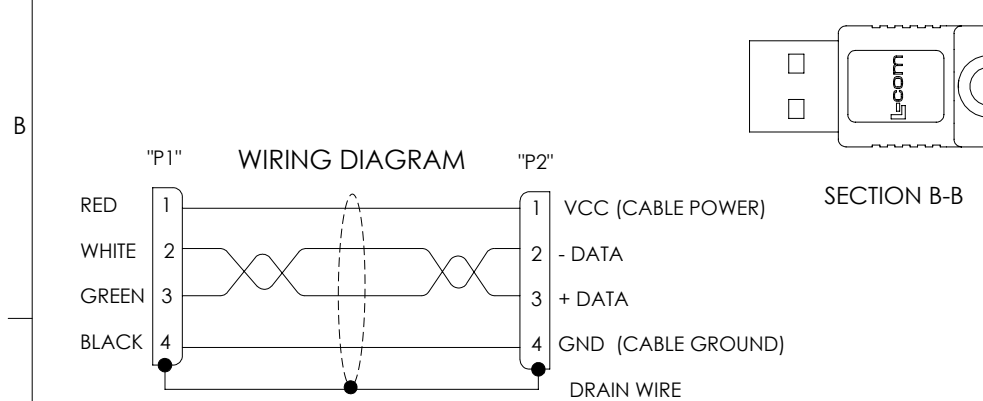 B
"P1" WIRING DIAGRAM "P2"
L-com
SECTION B-B
RED 1 1 VCC (CABLE POWER)
WHITE 2 2 - DATA
GREEN 3 3 + DATA
BLACK 4 4 GND (CABLE GROUND)
DRAIN WIRE